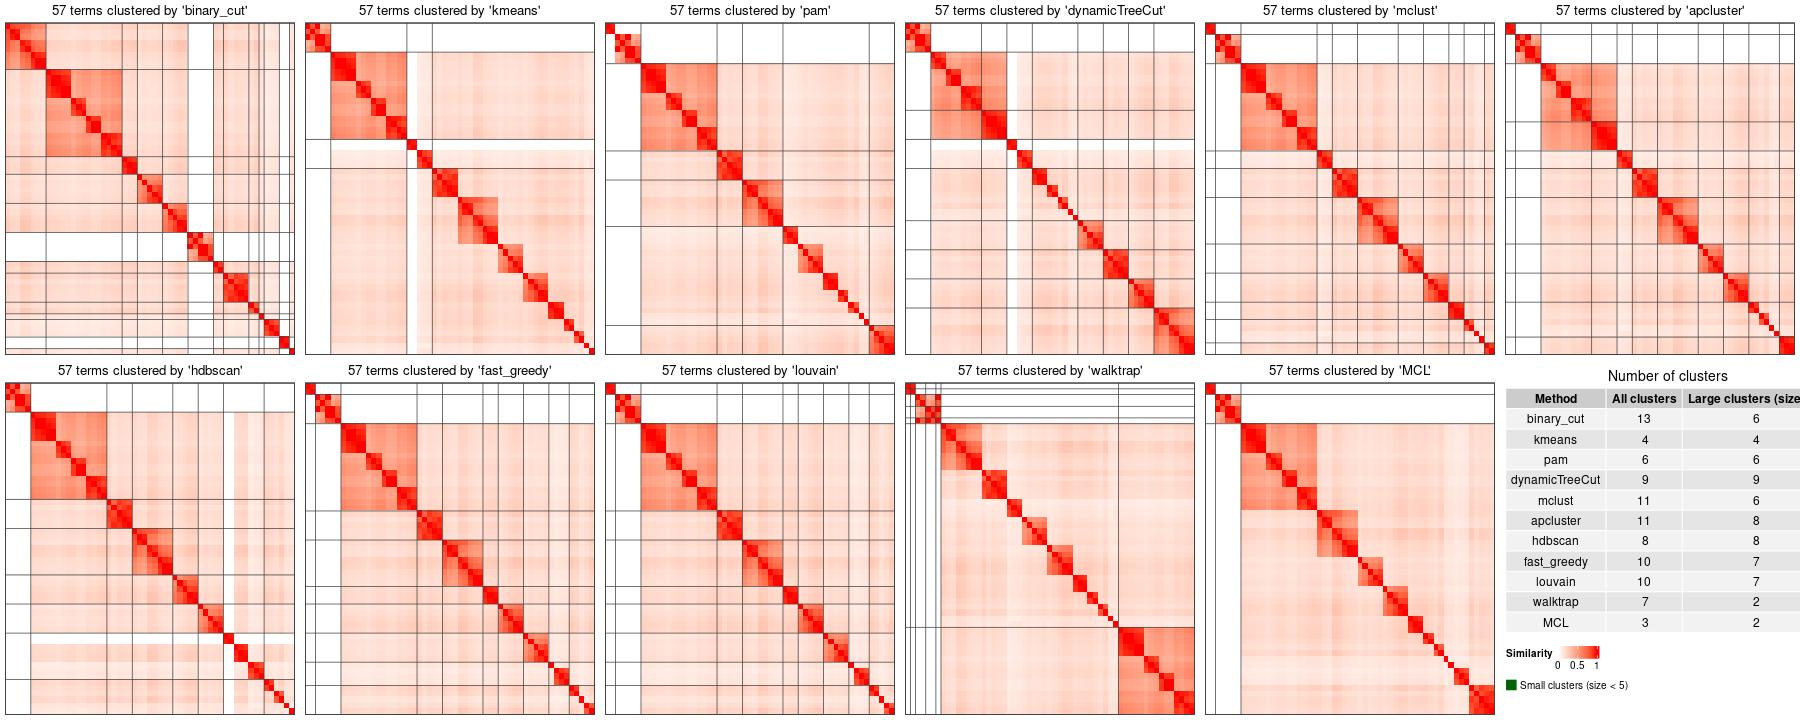 57 terms clustered by 'binary_cut'
57 terms clustered by 'kmeans'
57 terms clustered by 'pam'
57 terms clustered by 'dynamicTreeCut'
57 terms clustered by 'mclust'
57 terms clustered by 'apcluster'
57 terms clustered by 'hdbscan'
57 terms clustered by 'fast_greedy'
57 terms clustered by 'louvain'
57 terms clustered by 'walktrap'
57 terms clustered by 'MCL'
Number of clusters
Method All clusters Large clusters (size
binary_cut 13 6
kmeans 4 4
pam 6 6
dynamicTreeCut 9 9
mclust 11 6
apcluster 11 8
hdbscan 8 8
fast_greedy 10 7
louvain 10 7
walktrap 7 2
MCL 3 2
Similarity
0 0.5 1
Small clusters (size < 5)